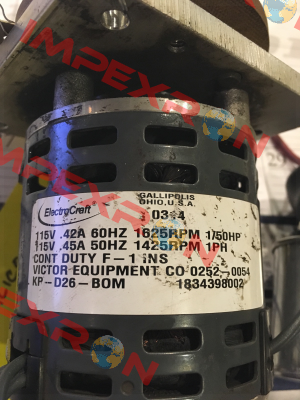 IMPEXRON
ElectroCraft
GALLIPOLIS
OHIO, U.S.A.
115V .42A 60HZ 1625RPM 1/50HP
115V .45A 50HZ 1425RPM 1PH
CONT DUTY F-1 INS
VICTOR EQUIPMENT CO 0252-0054
KP-D26-BOM 1834398002